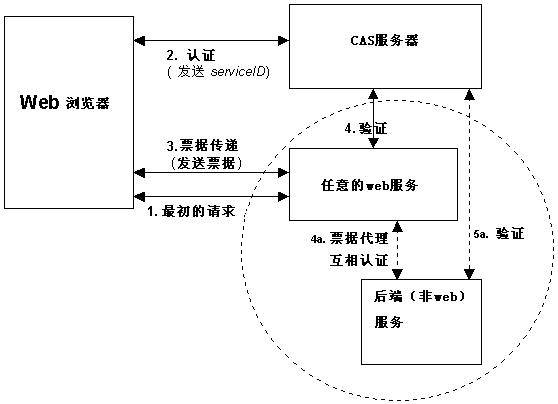 CAS服务器
2. 认证
( 发送 serviceID)
Web 浏览器
4.验证
3.票据传递
(发送票据)
任意的web服务
1.最初的请求
4a.票据代理
互相认证
5a. 验证
后端（非web）
服务